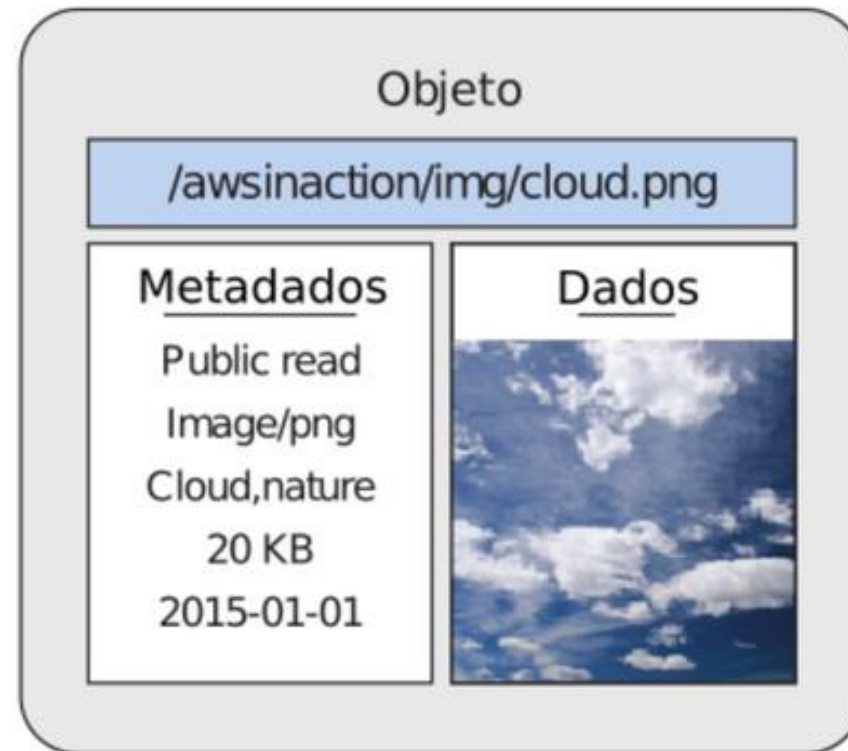 Objeto
/awsinaction/img/cloud.png
Metadados
Public read
Image/png
Cloud,nature
20 KB
2015-01-01
Dados